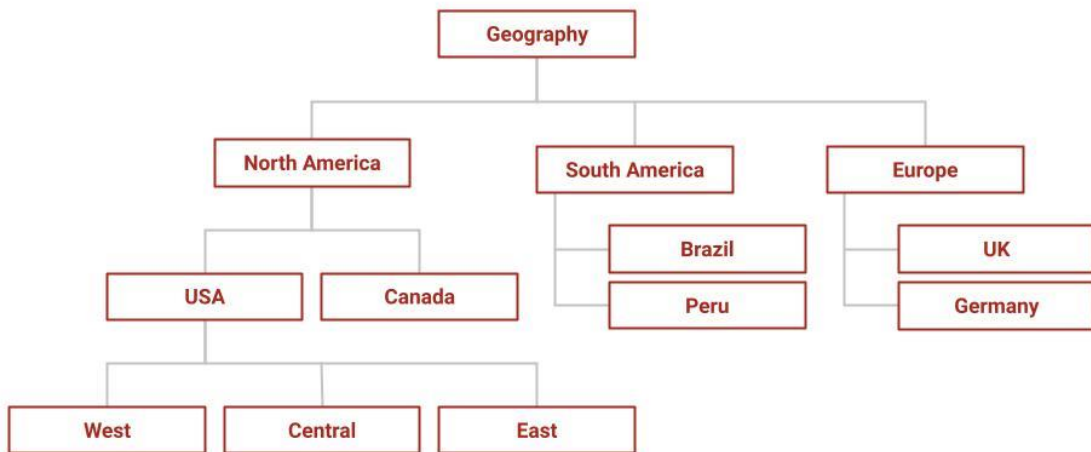 Geography
North America
South America
Europe
Brazil
UK
USA
Canada
Peru
Germany
West
Central
East